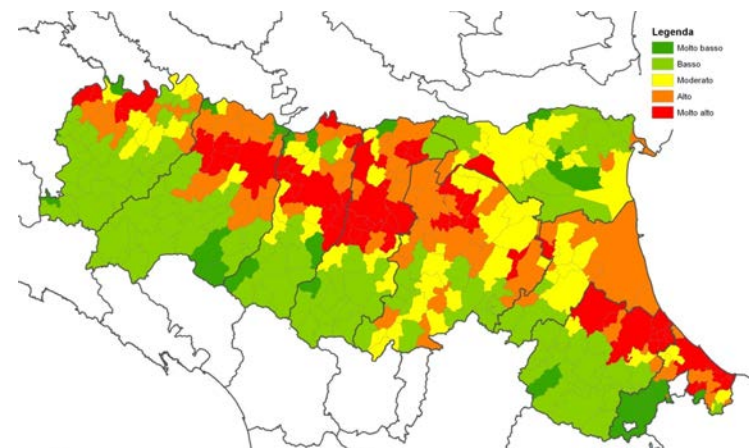 Legenda
Molto basso
Basso
Moderato
Alto
Molto alto